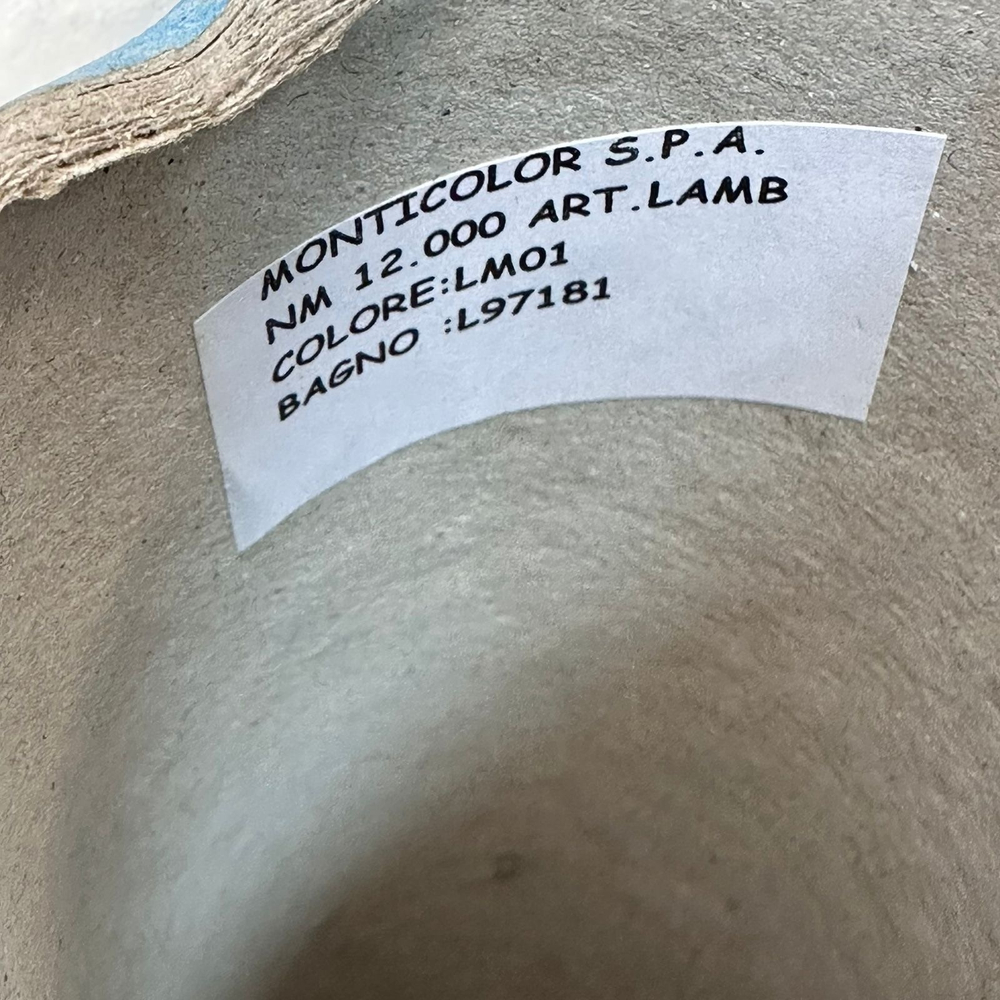 MONTICOLOR S.P.A.
NM 12.000 ART.LAMB
COLORE:LM01
BAGNO :L97181